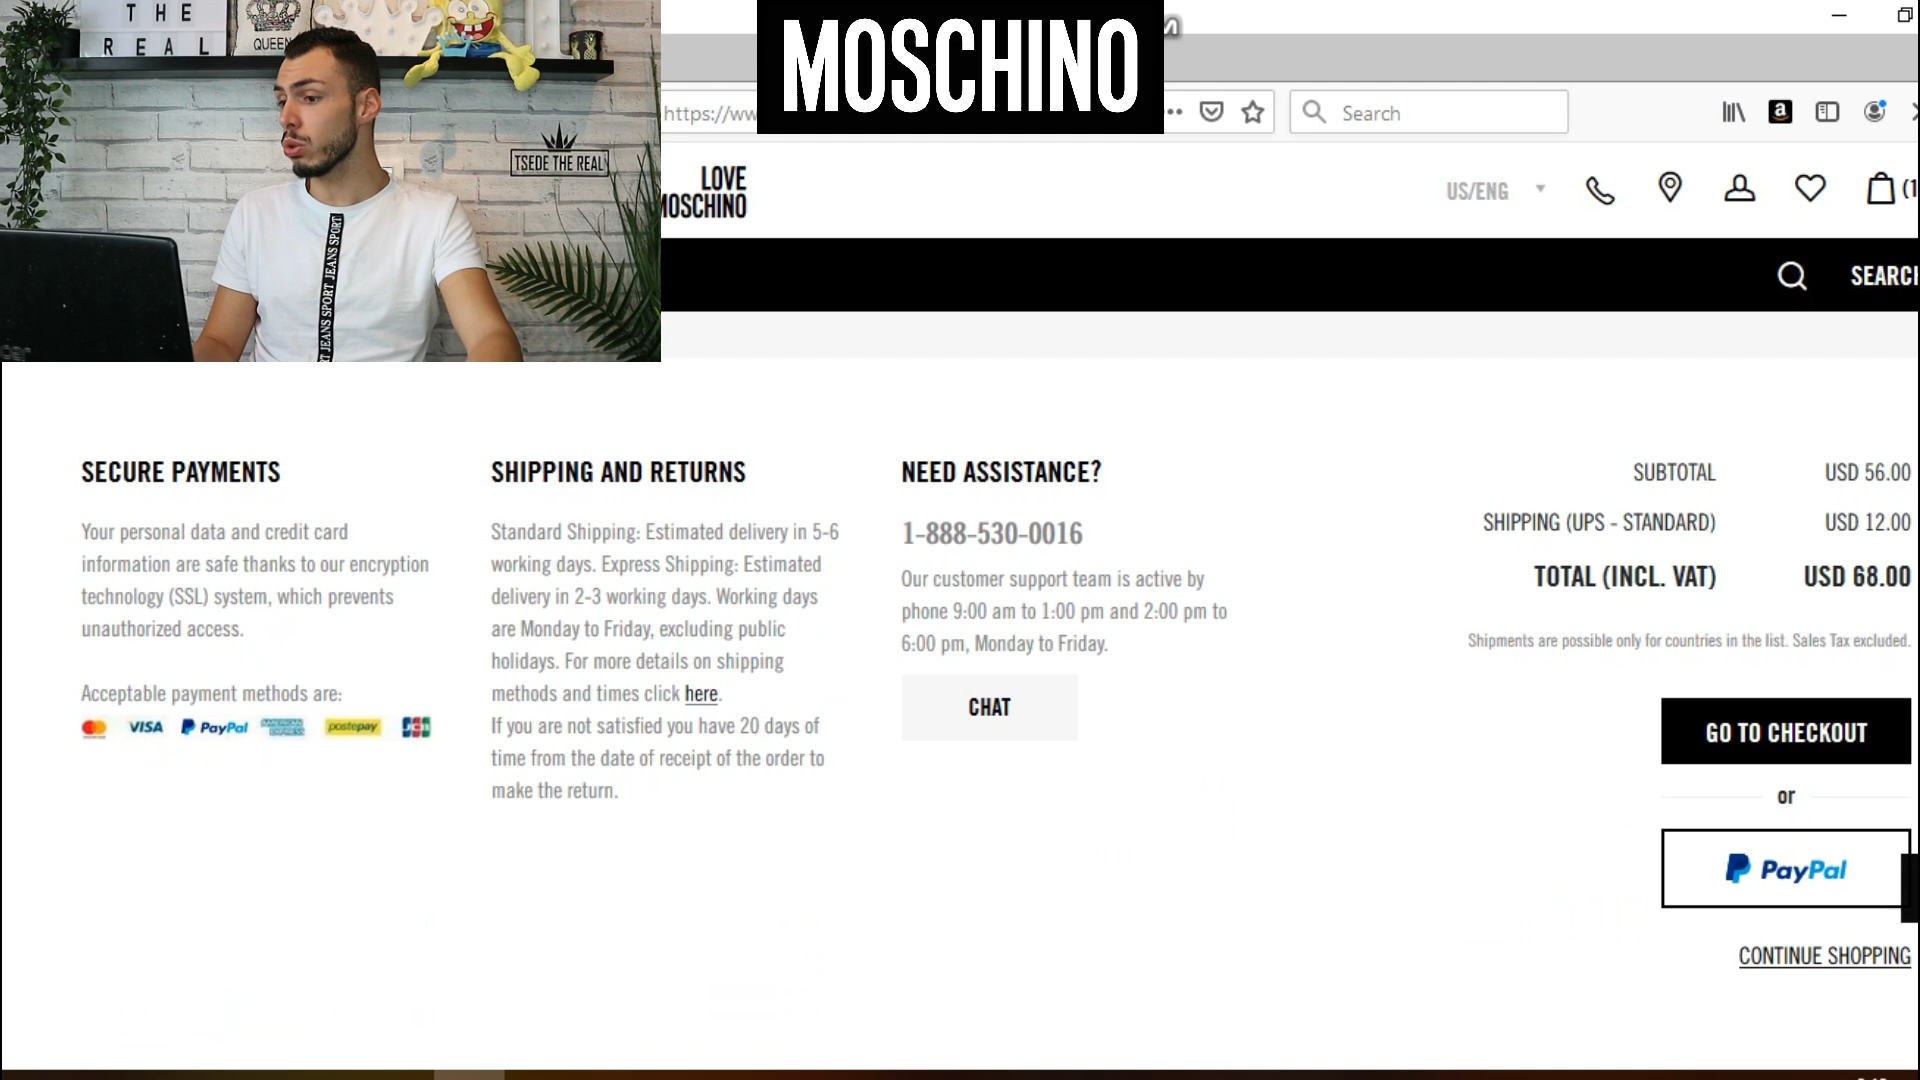 THE
REAL
QUEEN
TSEDE THE REAL
JEANS SPORT JEANS SPORT
MOSCHINO
https://ww
Search
LOVE
MOSCHINO
US/ENG
(1
SEARCH
SECURE PAYMENTS
Your personal data and credit card
information are safe thanks to our encryption
technology (SSL) system, which prevents
unauthorized access.
Acceptable payment methods are:
VISA PayPal AMERICAN EXPRESS postepay JCB
SHIPPING AND RETURNS
Standard Shipping: Estimated delivery in 5-6
working days. Express Shipping: Estimated
delivery in 2-3 working days. Working days
are Monday to Friday, excluding public
holidays. For more details on shipping
methods and times click here.
If you are not satisfied you have 20 days of
time from the date of receipt of the order to
make the return.
NEED ASSISTANCE?
1-888-530-0016
Our customer support team is active by
phone 9:00 am to 1:00 pm and 2:00 pm to
6:00 pm, Monday to Friday.
CHAT
SUBTOTAL USD 56.00
SHIPPING (UPS - STANDARD) USD 12.00
TOTAL (INCL. VAT) USD 68.00
Shipments are possible only for countries in the list. Sales Tax excluded.
GO TO CHECKOUT
or
PayPal
CONTINUE SHOPPING